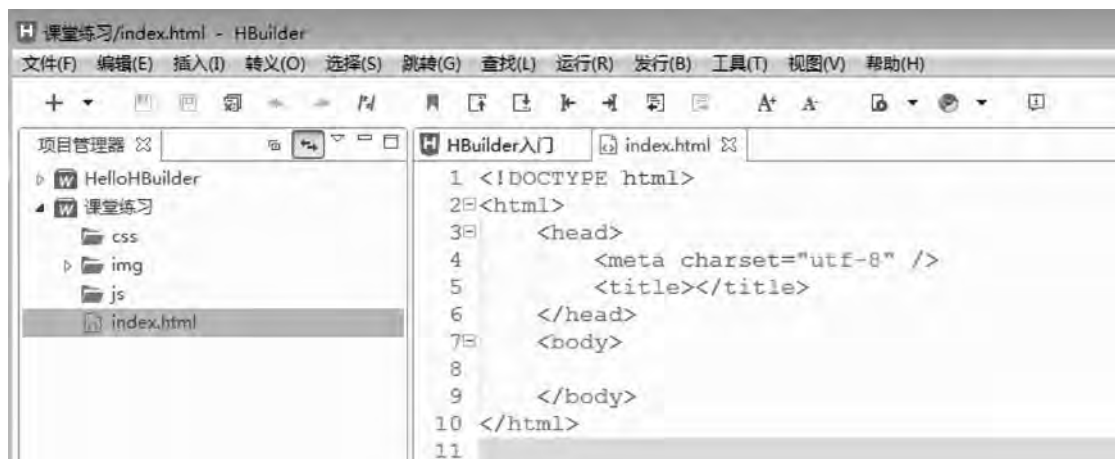 课堂练习/index.html - HBuilder
文件(F) 编辑(E) 插入(I) 转义(O) 选择(S) 跳转(G) 查找(L) 运行(R) 发行(B) 工具(T) 视图(V) 帮助(H)
项目管理器
HBuilder入门 index.html
HelloHBuilder
课堂练习
css
img
js
index.html
1 <!DOCTYPE html>
2 <html>
3 <head>
4 <meta charset="utf-8" />
5 <title></title>
6 </head>
7 <body>
8
9 </body>
10 </html>
11